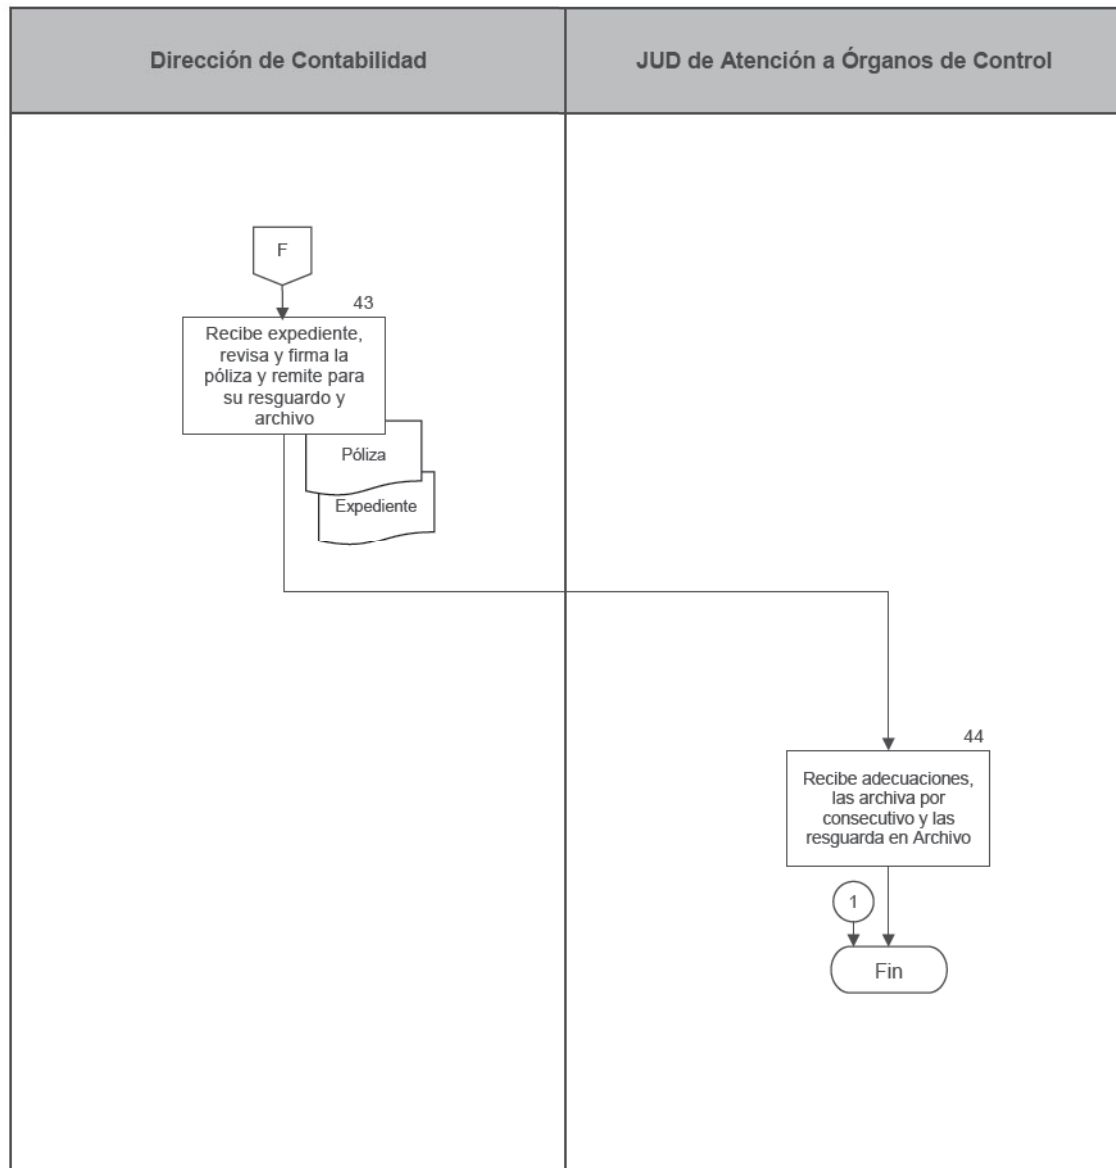 Dirección de Contabilidad
JUD de Atención a Órganos de Control
F
43
Recibe expediente,
revisa y firma la
póliza y remite para
su resguardo y
archivo
Póliza
Expediente
44
Recibe adecuaciones,
las archiva por
consecutivo y las
resguarda en Archivo
1
Fin